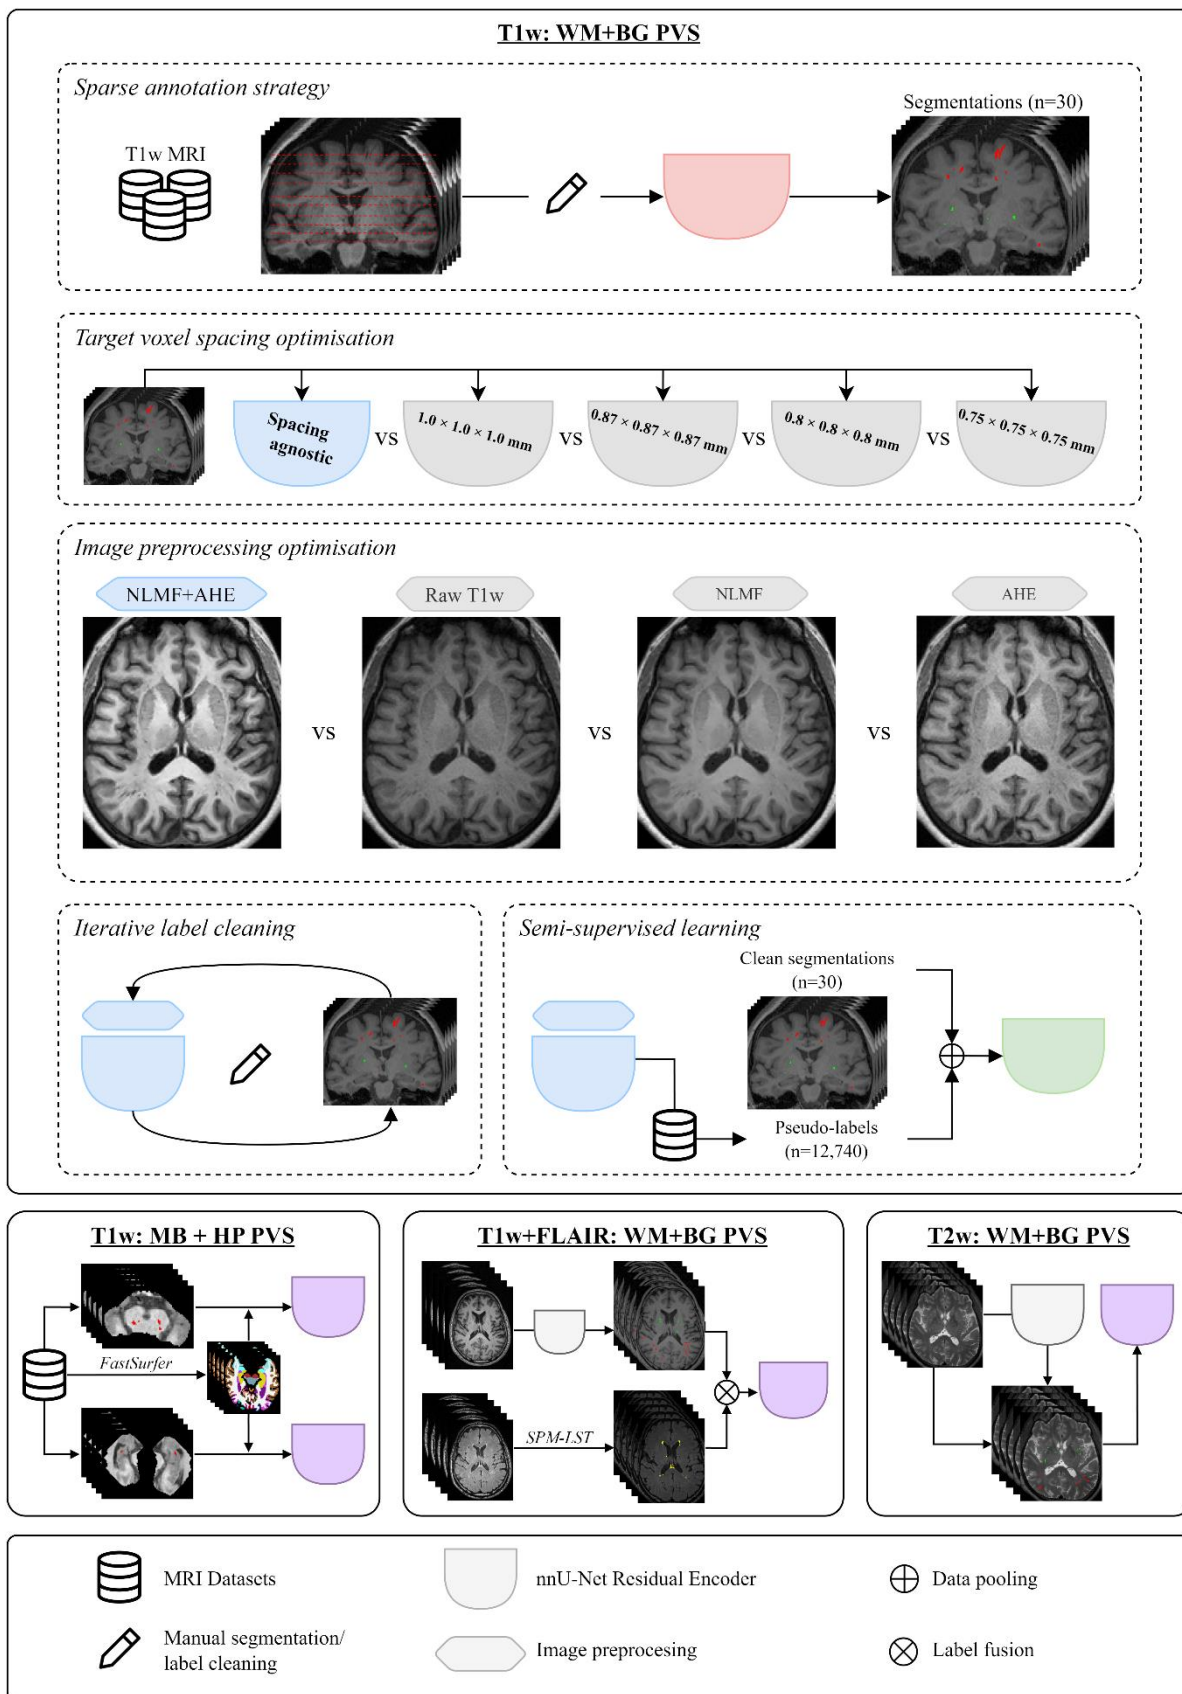 T1w: WM+BG PVS
Sparse annotation strategy
T1w MRI
Segmentations (n=30)
Target voxel spacing optimisation
Spacing
agnostic
vs
1.0 × 1.0 × 1.0 mm
vs
0.87 × 0.87 × 0.87 mm
vs
0.8 × 0.8 × 0.8 mm
vs
0.75 × 0.75 × 0.75 mm
Image preprocessing optimisation
NLMF+AHE
Raw T1w
NLMF
AHE
vs
vs
vs
Iterative label cleaning
Semi-supervised learning
Clean segmentations
(n=30)
Pseudo-labels
(n=12,740)
T1w: MB + HP PVS
FastSurfer
T1w+FLAIR: WM+BG PVS
SPM-LST
T2w: WM+BG PVS
MRI Datasets
nnU-Net Residual Encoder
Data pooling
Manual segmentation/
label cleaning
Image preprocesing
Label fusion